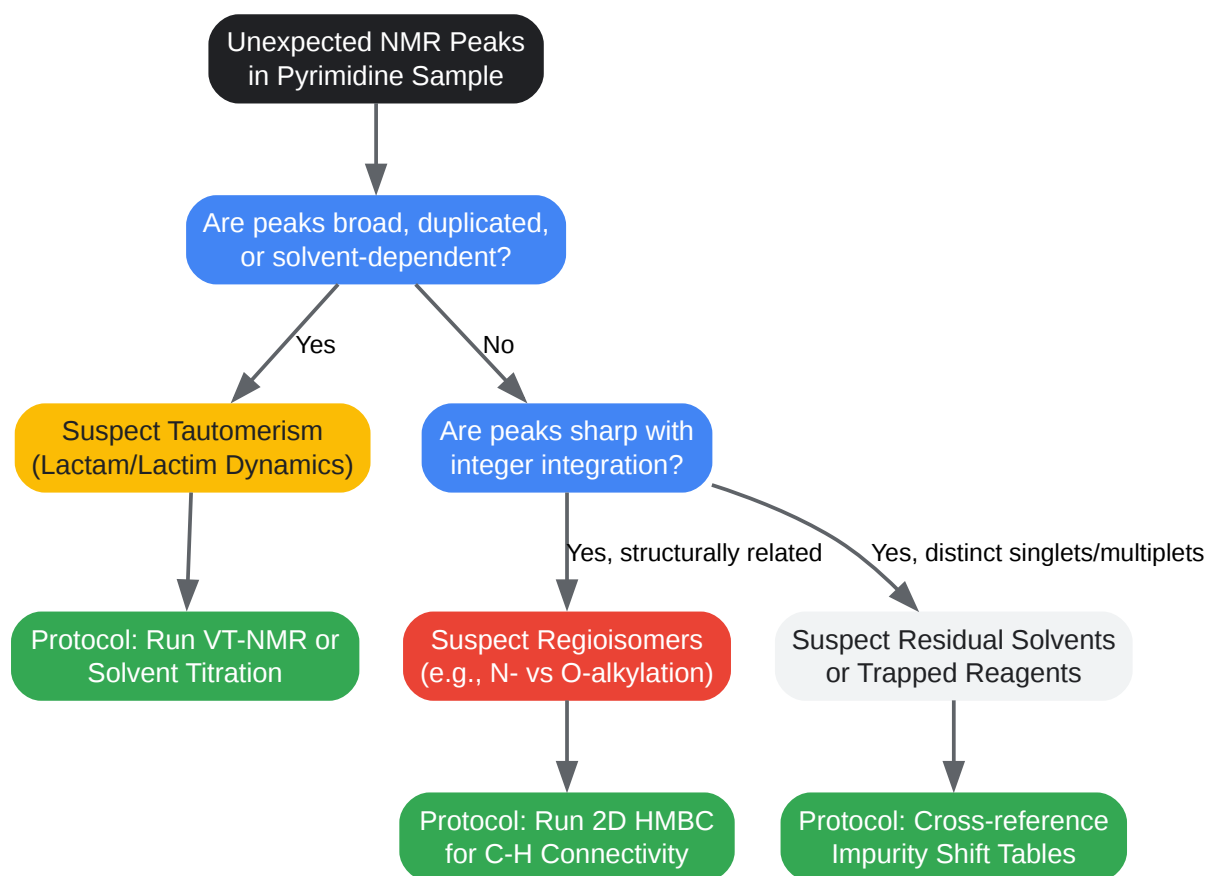 Unexpected NMR Peaks
in Pyrimidine Sample
Are peaks broad, duplicated,
or solvent-dependent?
Yes
No
Suspect Tautomerism
(Lactam/Lactim Dynamics)
Are peaks sharp with
integer integration?
Yes, structurally related
Yes, distinct singlets/multiplets
Protocol: Run VT-NMR or
Solvent Titration
Suspect Regioisomers
(e.g., N- vs O-alkylation)
Suspect Residual Solvents
or Trapped Reagents
Protocol: Run 2D HMBC
for C-H Connectivity
Protocol: Cross-reference
Impurity Shift Tables